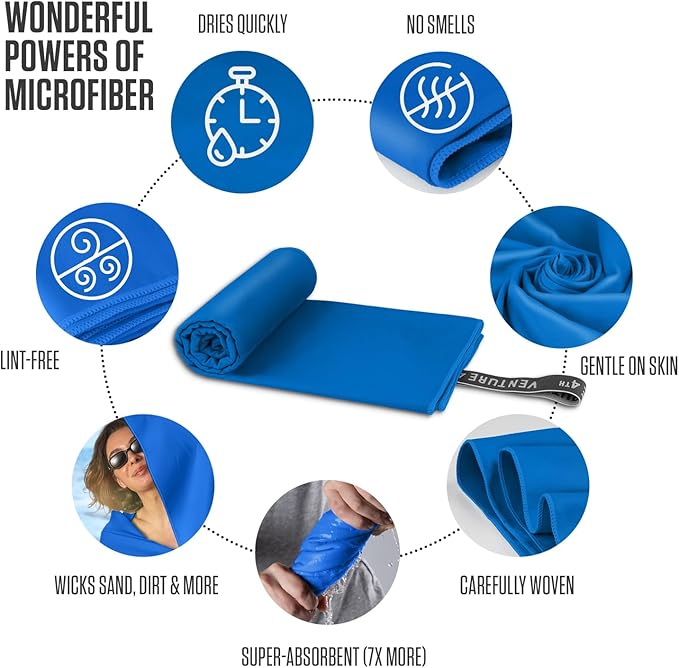 WONDERFUL
POWERS OF
MICROFIBER
DRIES QUICKLY
NO SMELLS
LINT-FREE
GENTLE ON SKIN
VENTURE 4TH
4TH
WICKS SAND, DIRT & MORE
CAREFULLY WOVEN
SUPER-ABSORBENT (7X MORE)